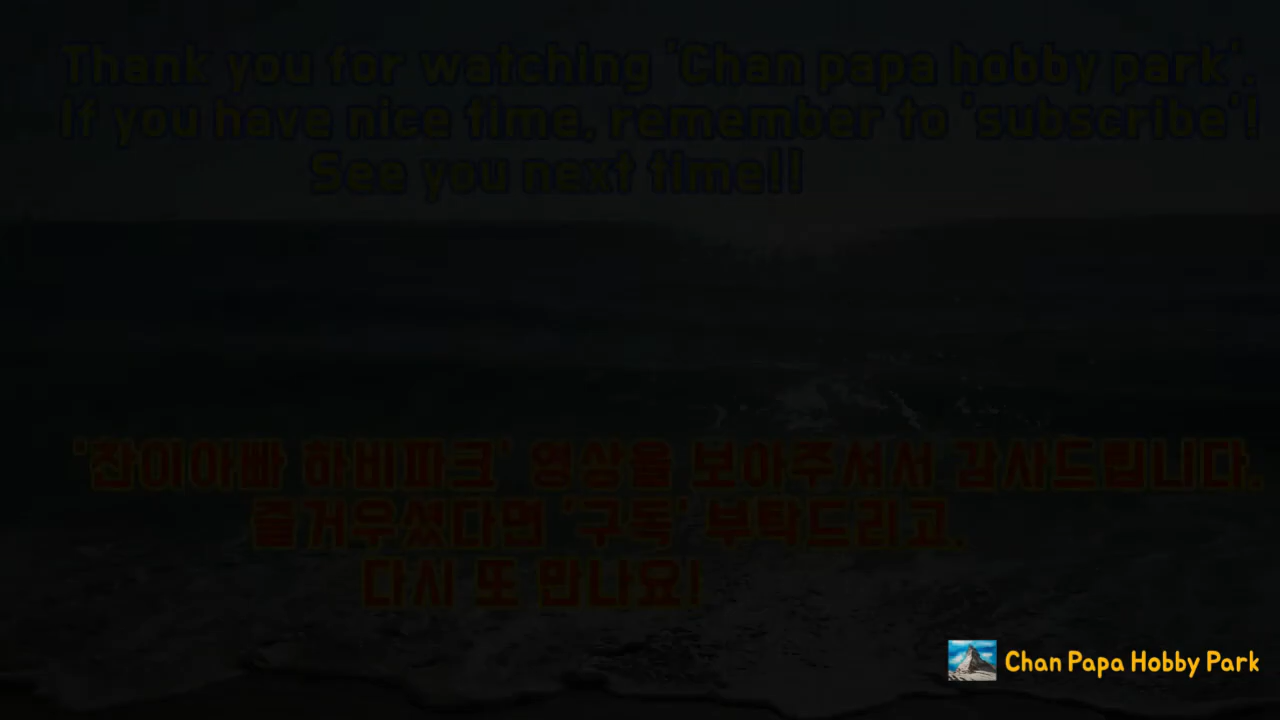 Thank you for watching 'Chan papa hobby park'.
If you have nice time, remember to 'subscribe'!
See you next time!!
'찬이아빠 하비파크' 영상을 보아주셔서 감사드립니다.
즐거우셨다면 '구독' 부탁드리고.
다시 또 만나요!
Chan Papa Hobby Park